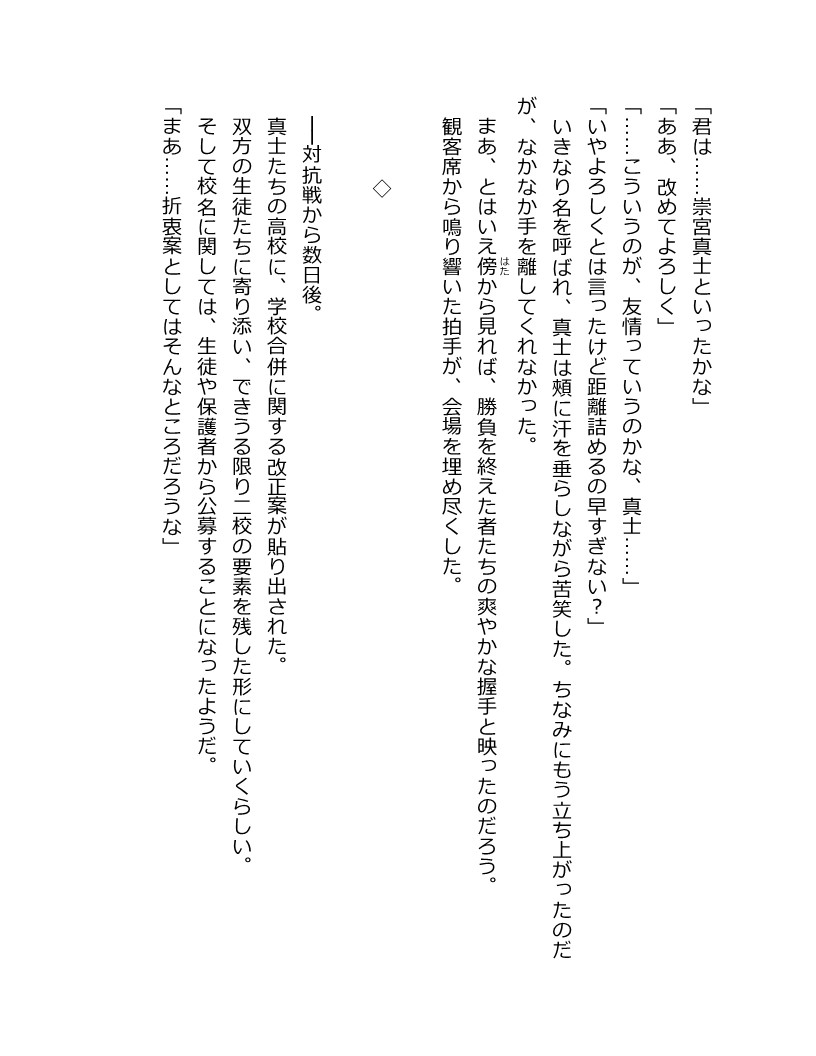 「君は……崇宮真士といったかな」
「ああ、改めてよろしく」
「……こういうのが、友情っていうのかな、真士……」
「いやよろしくとは言ったけど距離詰めるの早すぎない？」
いきなり名を呼ばれ、真士は頰に汗を垂らしながら苦笑した。ちなみにもう立ち上がったのだ
が、なかなか手を離してくれなかった。
まあ、とはいえ傍はたから見れば、勝負を終えた者たちの爽やかな握手と映ったのだろう。
観客席から鳴り響いた拍手が、会場を埋め尽くした。
◇
――対抗戦から数日後。
真士たちの高校に、学校合併に関する改正案が貼り出された。
双方の生徒たちに寄り添い、できうる限り二校の要素を残した形にしていくらしい。
そして校名に関しては、生徒や保護者から公募することになったようだ。
「まあ……折衷案としてはそんなところだろうな」